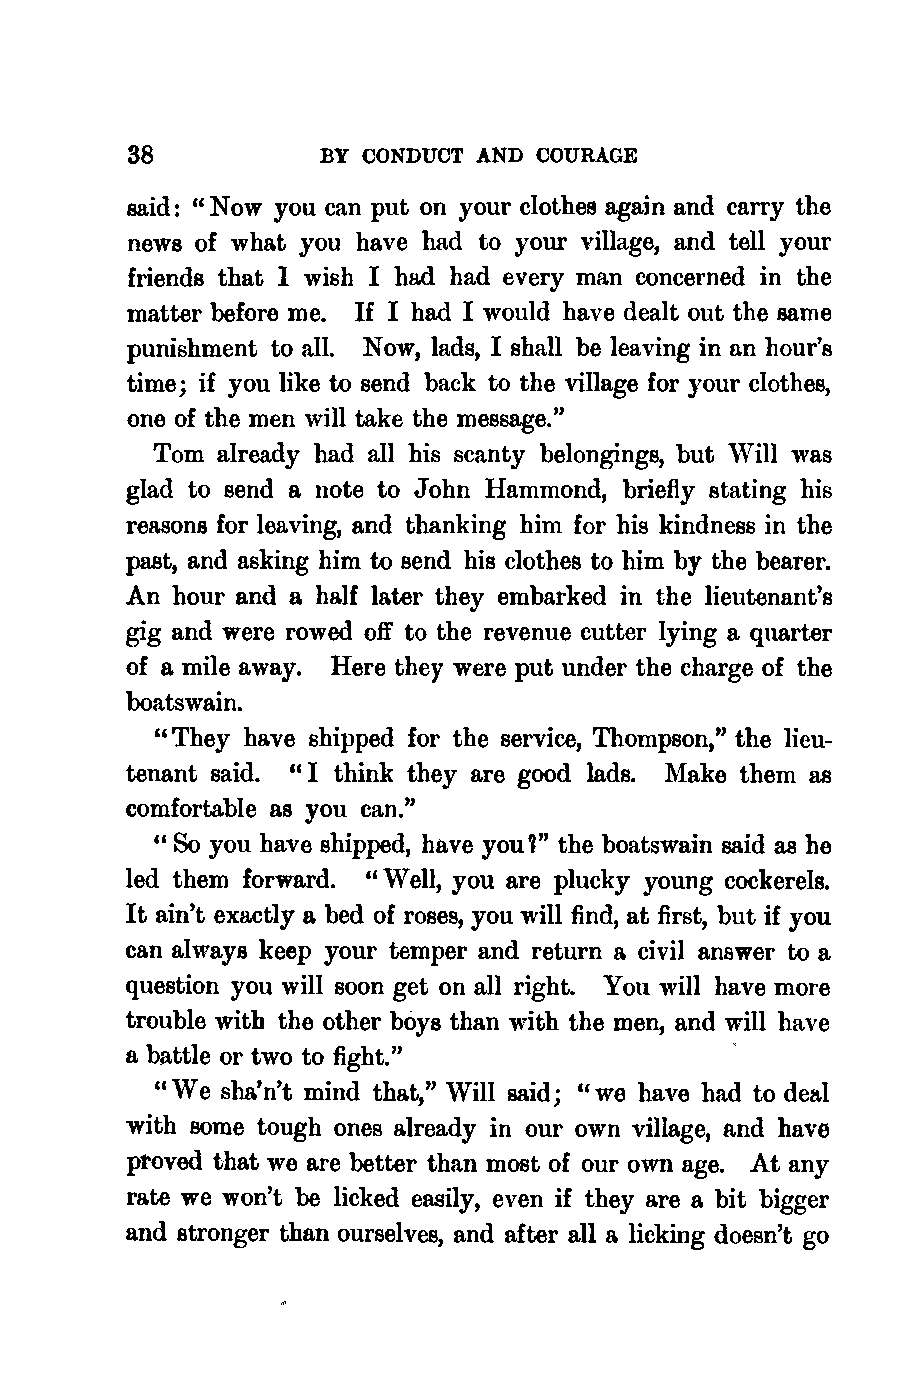 38 BY CONDUCT AND COURAGE
said: "Now you can put on your clothes again and carry the
news of what you have had to your village, and tell your
friends that I wish I had had every man concerned in the
matter before me. If I had I would have dealt out the same
punishment to all. Now, lads, I shall be leaving in an hour's
time; if you like to send back to the village for your clothes,
one of the men will take the message."
Tom already had all his scanty belongings, but Will was
glad to send a note to John Hammond, briefly stating his
reasons for leaving, and thanking him for his kindness in the
past, and asking him to send his clothes to him by the bearer.
An hour and a half later they embarked in the lieutenant's
gig and were rowed off to the revenue cutter lying a quarter
of a mile away. Here they were put under the charge of the
boatswain.
"They have shipped for the service, Thompson," the lieu-
tenant said. "I think they are good lads. Make them as
comfortable as you can."
"So you have shipped, have you?" the boatswain said as he
led them forward. "Well, you are plucky young cockerels.
It ain't exactly a bed of roses, you will find, at first, but if you
can always keep your temper and return a civil answer to a
question you will soon get on all right. You will have more
trouble with the other boys than with the men, and will have
a battle or two to fight."
"We sha'n't mind that," Will said; "we have had to deal
with some tough ones already in our own village, and have
proved that we are better than most of our own age. At any
rate we won't be licked easily, even if they are a bit bigger
and stronger than ourselves, and after all a licking doesn't go